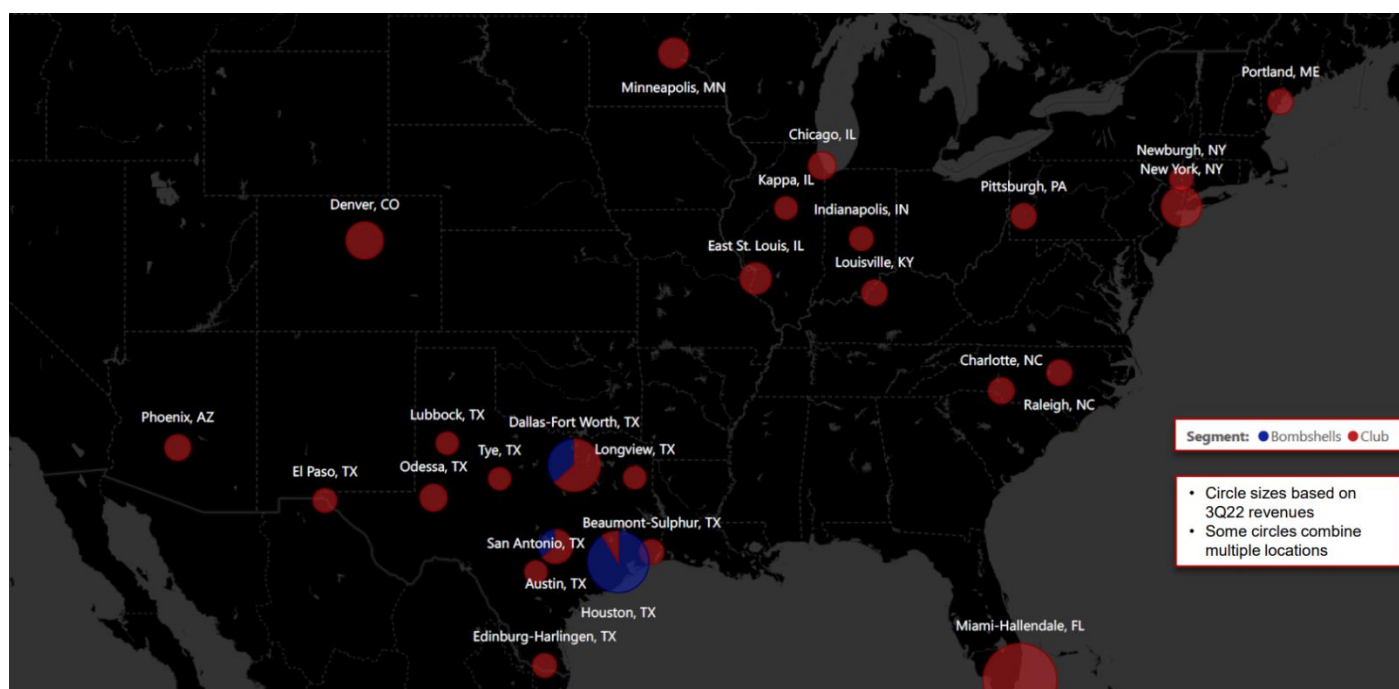 Minneapolis, MN
Portland, ME
Chicago, IL
Newburgh, NY
New York, NY
Kappa, IL
Pittsburgh, PA
Denver, CO
Indianapolis, IN
East St. Louis, IL
Louisville, KY
Charlotte, NC
Raleigh, NC
Phoenix, AZ
Lubbock, TX
Dallas-Fort Worth, TX
Tye, TX
Longview, TX
El Paso, TX
Odessa, TX
Segment: Bombshells Club
• Circle sizes based on
3Q22 revenues
• Some circles combine
multiple locations
Beaumont-Sulphur, TX
San Antonio, TX
Austin, TX
Houston, TX
Edinburg-Harlingen, TX
Miami-Hallendale, FL